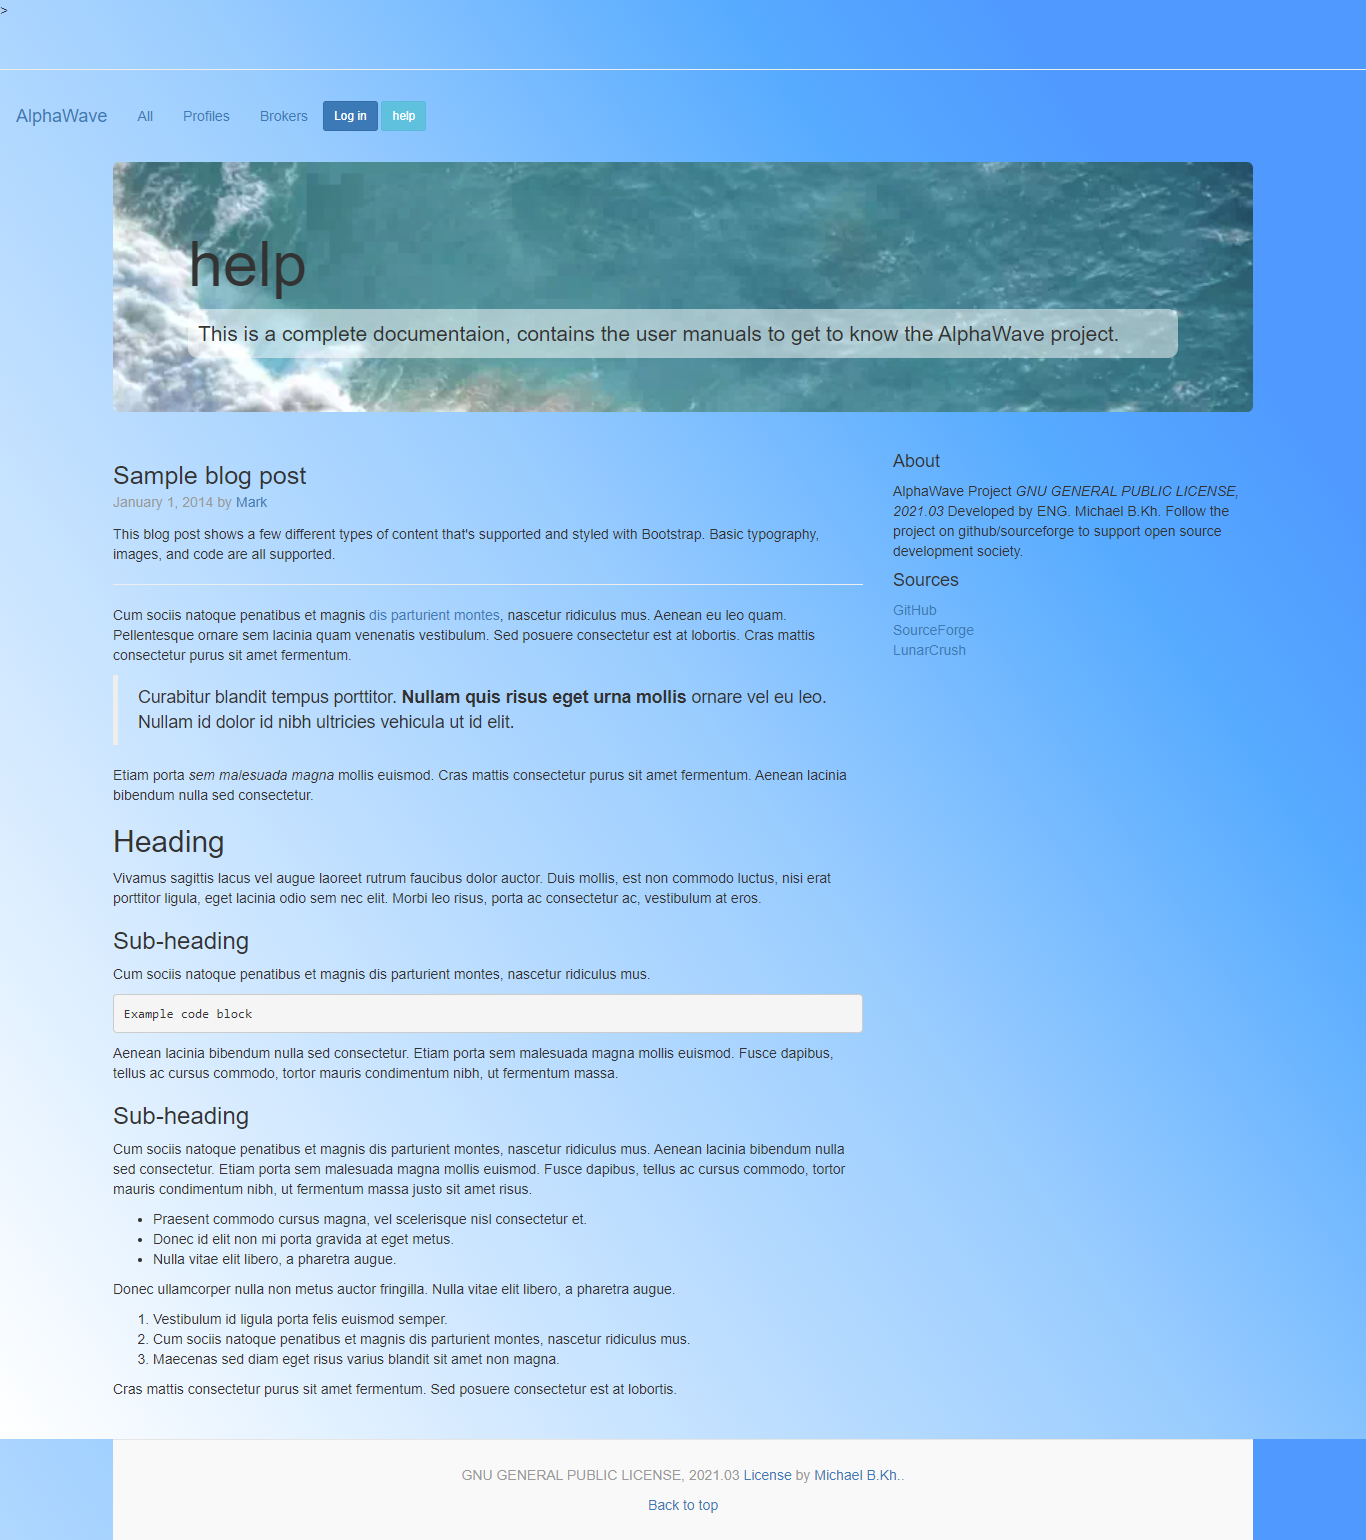 >
AlphaWave All Profiles Brokers Log in help
help
This is a complete documentaion, contains the user manuals to get to know the AlphaWave project.
Sample blog post
January 1, 2014 by Mark
This blog post shows a few different types of content that's supported and styled with Bootstrap. Basic typography,
images, and code are all supported.
Cum sociis natoque penatibus et magnis dis parturient montes, nascetur ridiculus mus. Aenean eu leo quam.
Pellentesque ornare sem lacinia quam venenatis vestibulum. Sed posuere consectetur est at lobortis. Cras mattis
consectetur purus sit amet fermentum.
Curabitur blandit tempus porttitor. Nullam quis risus eget urna mollis ornare vel eu leo.
Nullam id dolor id nibh ultricies vehicula ut id elit.
Etiam porta sem malesuada magna mollis euismod. Cras mattis consectetur purus sit amet fermentum. Aenean lacinia
bibendum nulla sed consectetur.
Heading
Vivamus sagittis lacus vel augue laoreet rutrum faucibus dolor auctor. Duis mollis, est non commodo luctus, nisi erat
porttitor ligula, eget lacinia odio sem nec elit. Morbi leo risus, porta ac consectetur ac, vestibulum at eros.
Sub-heading
Cum sociis natoque penatibus et magnis dis parturient montes, nascetur ridiculus mus.
Example code block
Aenean lacinia bibendum nulla sed consectetur. Etiam porta sem malesuada magna mollis euismod. Fusce dapibus,
tellus ac cursus commodo, tortor mauris condimentum nibh, ut fermentum massa.
Sub-heading
Cum sociis natoque penatibus et magnis dis parturient montes, nascetur ridiculus mus. Aenean lacinia bibendum nulla
sed consectetur. Etiam porta sem malesuada magna mollis euismod. Fusce dapibus, tellus ac cursus commodo, tortor
mauris condimentum nibh, ut fermentum massa justo sit amet risus.
• Praesent commodo cursus magna, vel scelerisque nisl consectetur et.
• Donec id elit non mi porta gravida at eget metus.
• Nulla vitae elit libero, a pharetra augue.
Donec ullamcorper nulla non metus auctor fringilla. Nulla vitae elit libero, a pharetra augue.
1. Vestibulum id ligula porta felis euismod semper.
2. Cum sociis natoque penatibus et magnis dis parturient montes, nascetur ridiculus mus.
3. Maecenas sed diam eget risus varius blandit sit amet non magna.
Cras mattis consectetur purus sit amet fermentum. Sed posuere consectetur est at lobortis.
About
AlphaWave Project GNU GENERAL PUBLIC LICENSE,
2021.03 Developed by ENG. Michael B.Kh. Follow the
project on github/sourceforge to support open source
development society.
Sources
GitHub
SourceForge
LunarCrush
GNU GENERAL PUBLIC LICENSE, 2021.03 License by Michael B.Kh..
Back to top